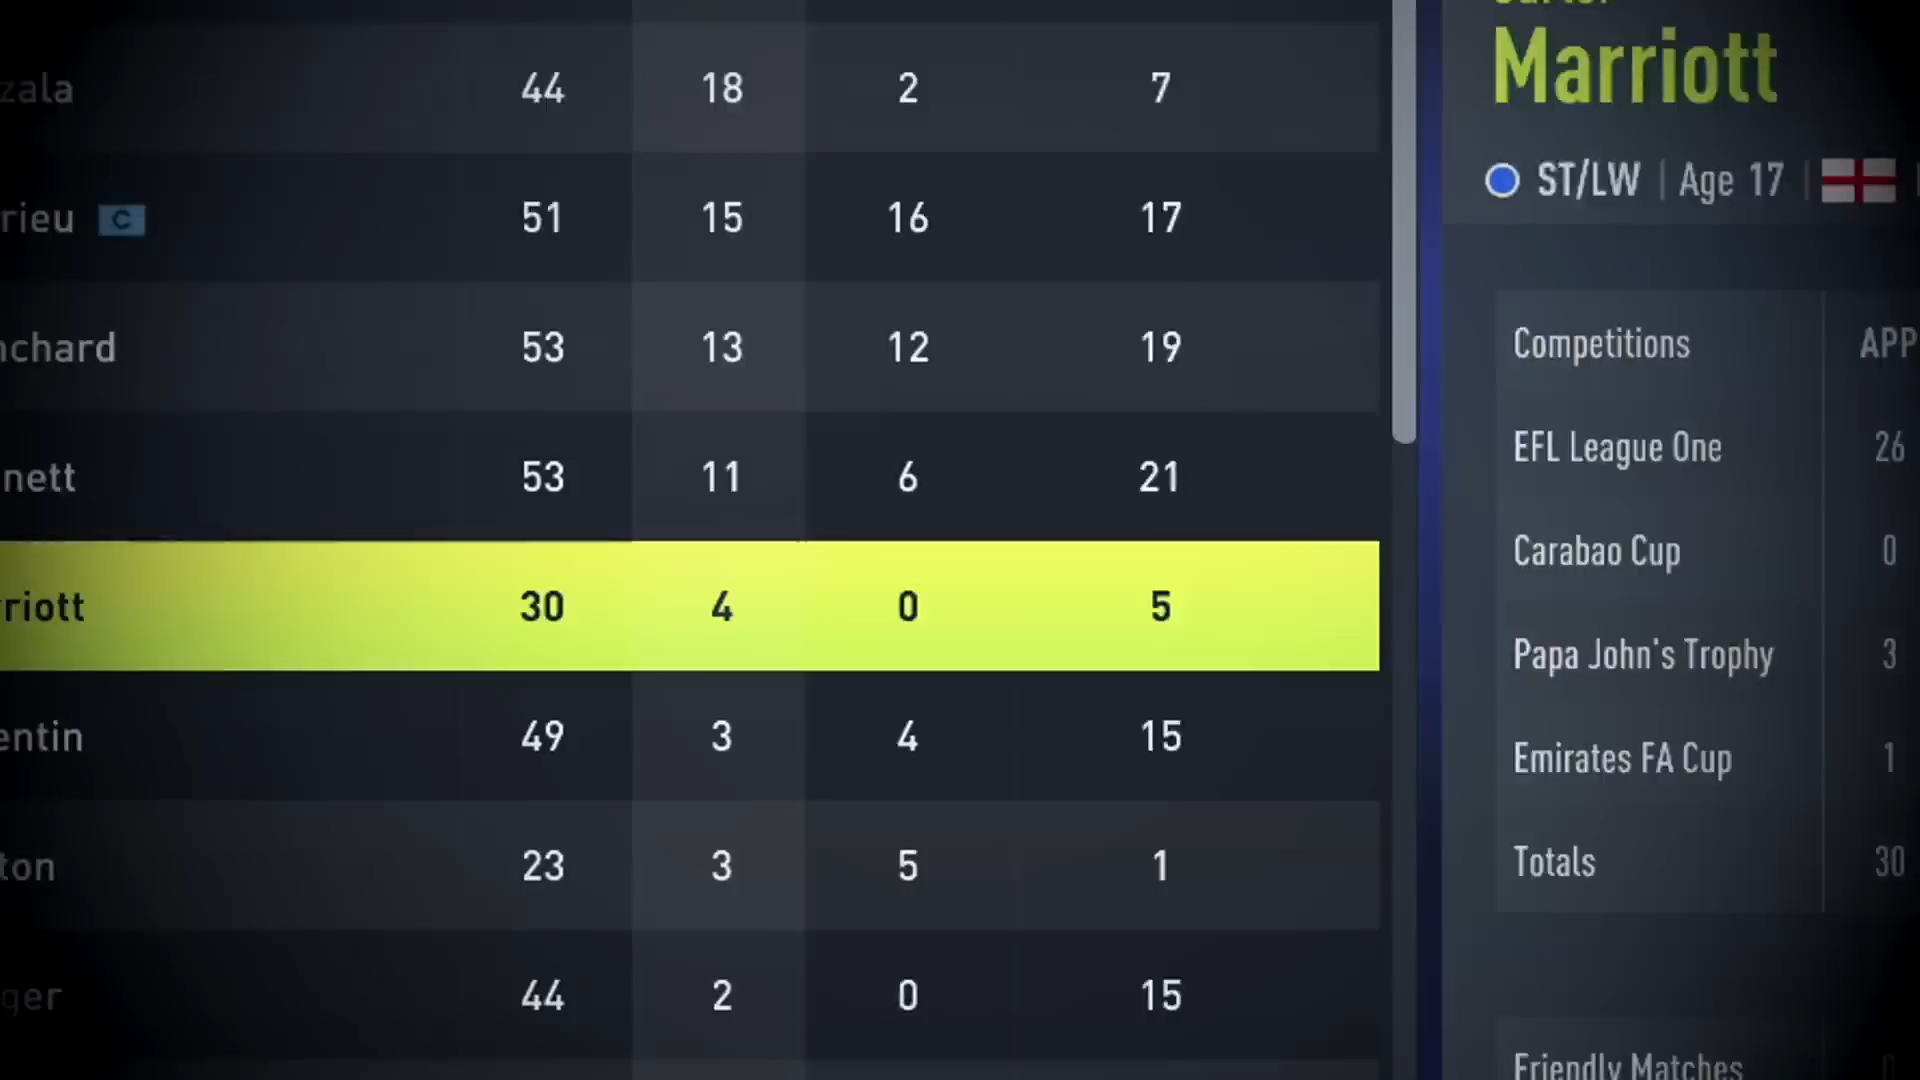 zala 44 18 2 7
rieu C 51 15 16 17
nchard 53 13 12 19
nett 53 11 6 21
riott 30 4 0 5
entin 49 3 4 15
ton 23 3 5 1
ger 44 2 0 15
Marriott
ST/LW | Age 17 |
Competitions APP
EFL League One 26
Carabao Cup 0
Papa John's Trophy 3
Emirates FA Cup 1
Totals 30
Friendly Matches 0